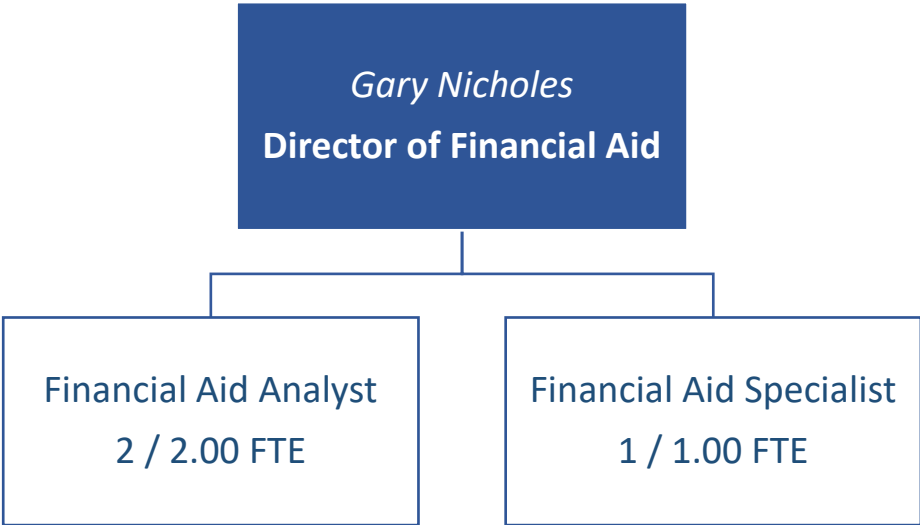 Gary Nicholes
Director of Financial Aid
Financial Aid Analyst
2 / 2.00 FTE
Financial Aid Specialist
1 / 1.00 FTE